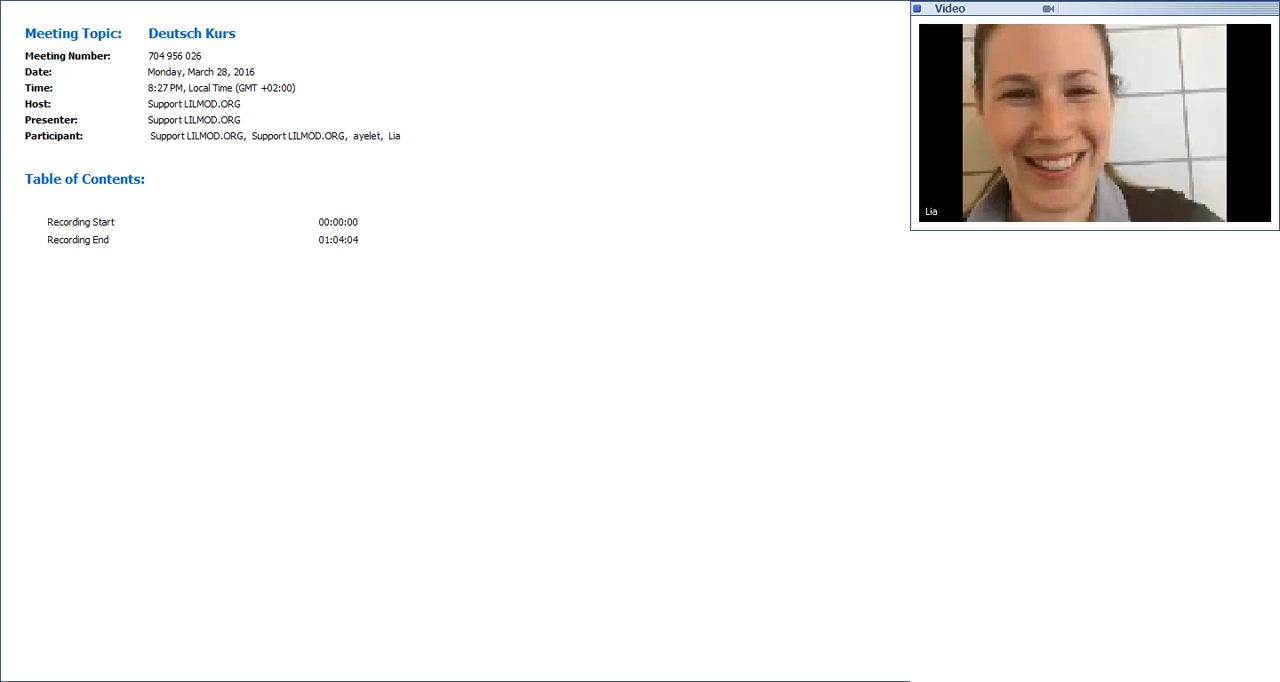 Meeting Topic: Deutsch Kurs
Meeting Number: 704 956 026
Date: Monday, March 28, 2016
Time: 8:27 PM, Local Time (GMT +02:00)
Host: Support LILMOD.ORG
Presenter: Support LILMOD.ORG
Participant: Support LILMOD.ORG, Support LILMOD.ORG, ayelet, Lia
Table of Contents:
Recording Start 00:00:00
Recording End 01:04:04
Video
Lia